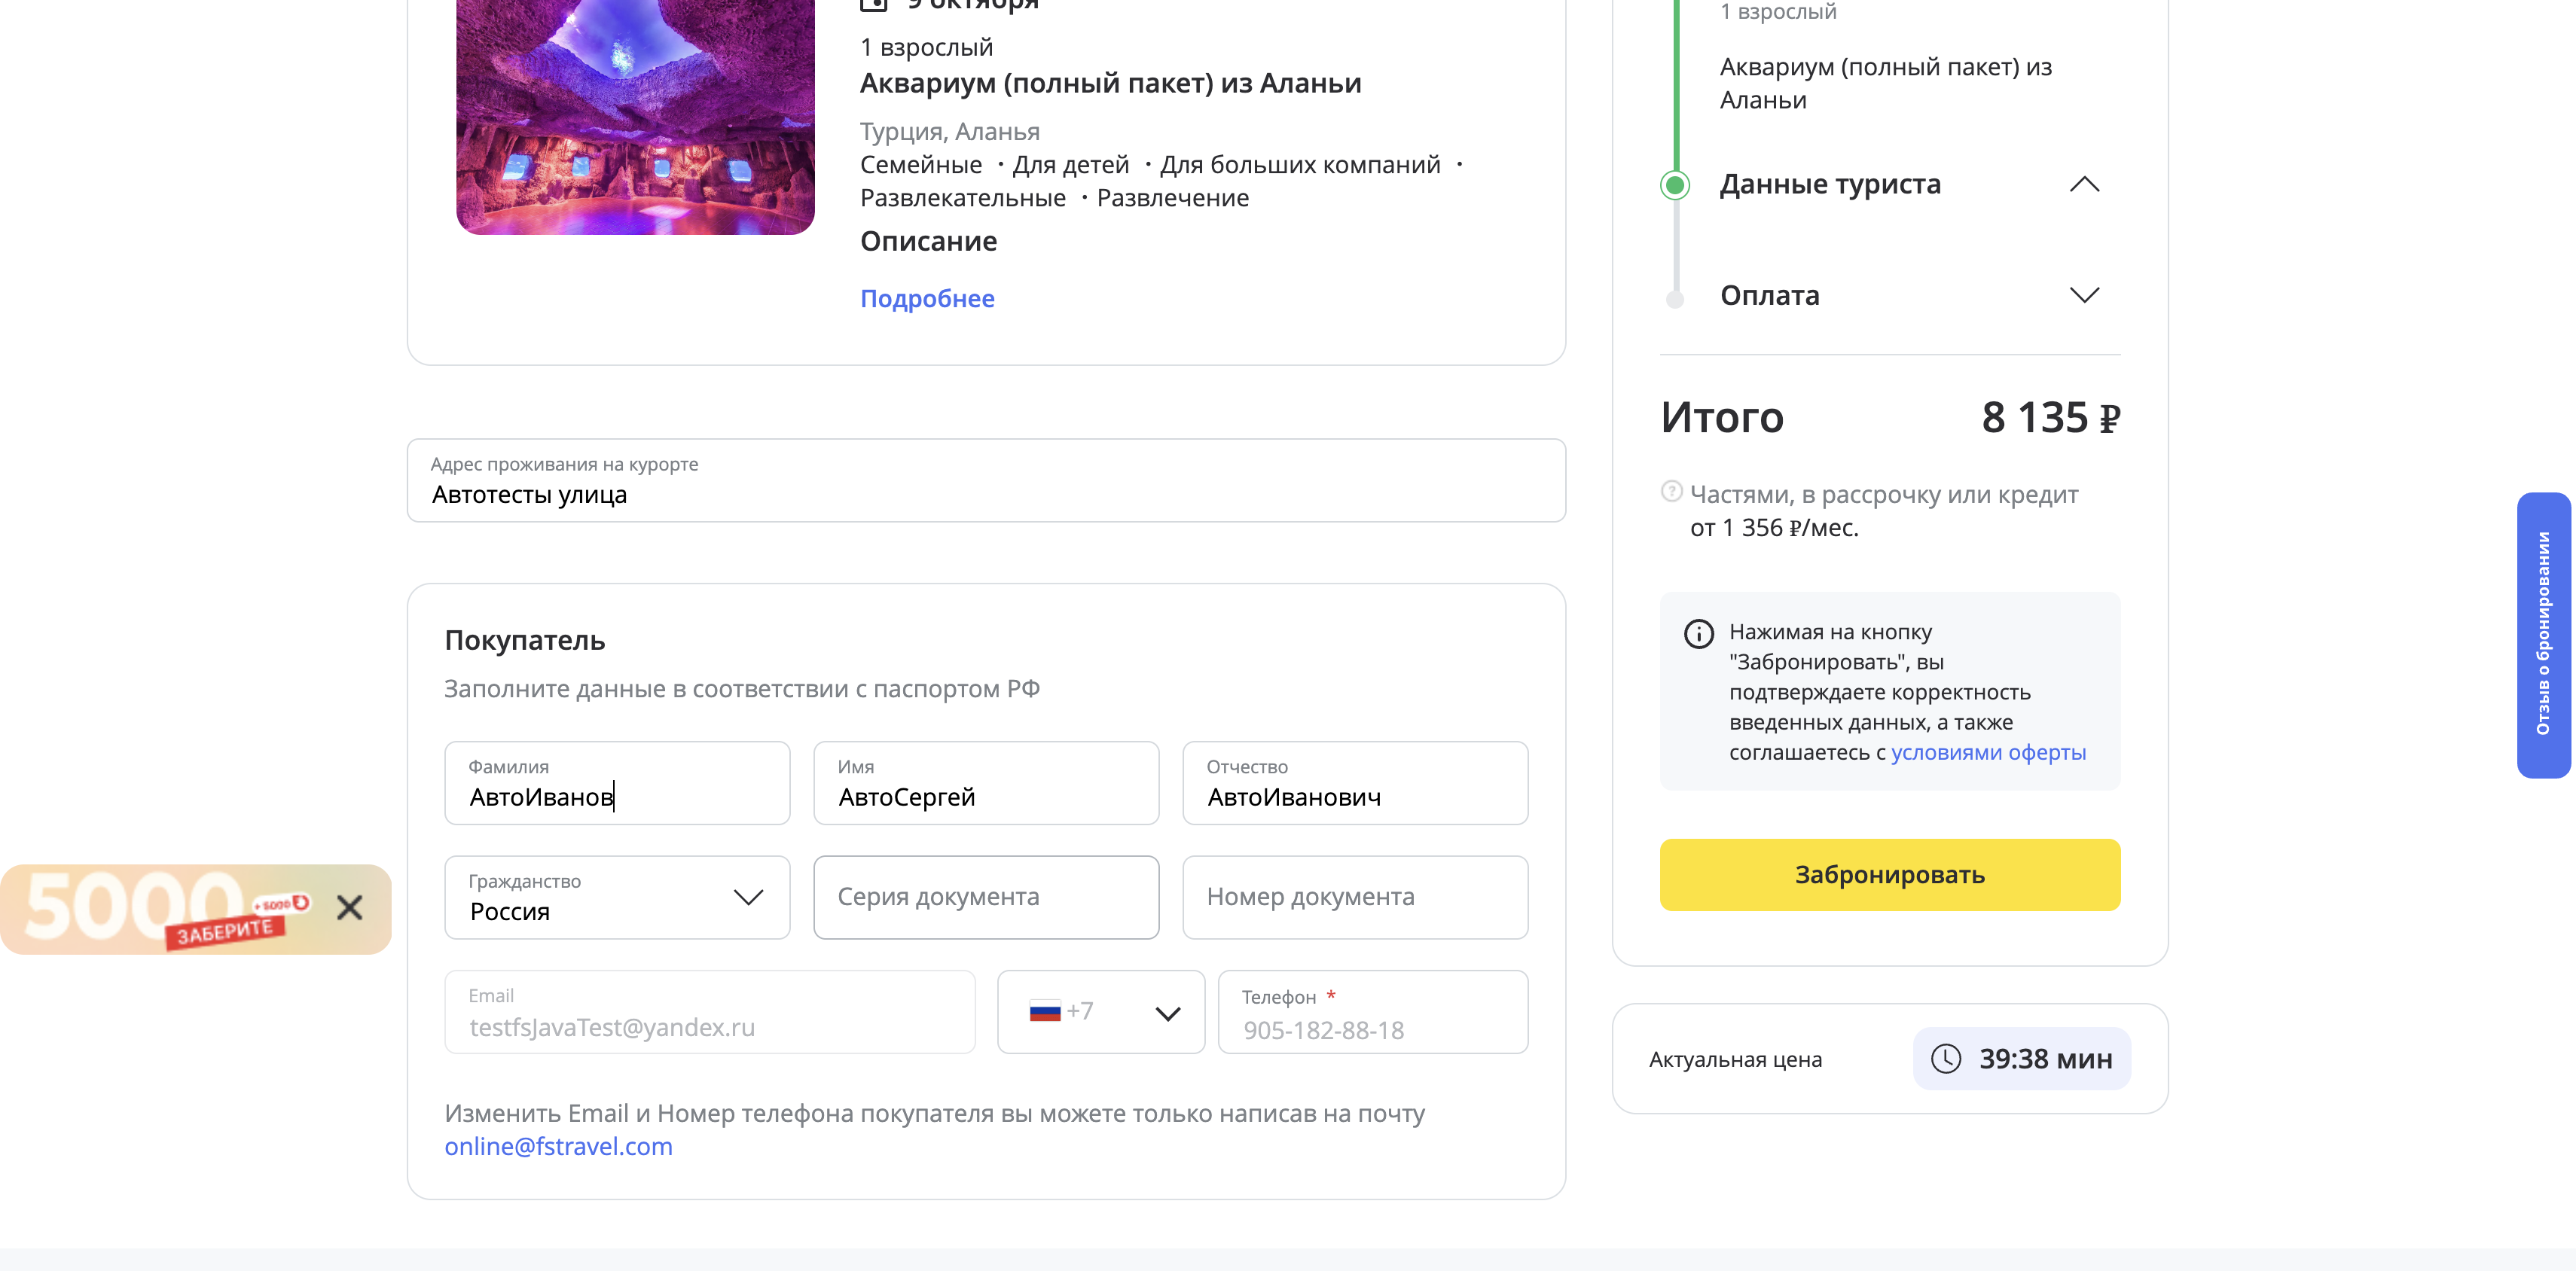 9 октября
1 взрослый
Аквариум (полный пакет) из Аланьи
Турция, Аланья
Семейные · Для детей · Для больших компаний ·
Развлекательные · Развлечение
Описание
Подробнее
Адрес проживания на курорте
Автотесты улица
Покупатель
Заполните данные в соответствии с паспортом РФ
Фамилия
АвтоИванов
Имя
АвтоСергей
Отчество
АвтоИванович
Гражданство
Россия
Серия документа
Номер документа
Email
testfsJavaTest@yandex.ru
+7
Телефон *
905-182-88-18
Изменить Email и Номер телефона покупателя вы можете только написав на почту
online@fstravel.com
1 взрослый
Аквариум (полный пакет) из
Аланьи
Данные туриста
Оплата
Итого 8 135 ₽
Частями, в рассрочку или кредит
от 1 356 ₽/мес.
Нажимая на кнопку
"Забронировать", вы
подтверждаете корректность
введенных данных, а также
соглашаетесь с условиями оферты
Забронировать
Актуальная цена
39:38 мин
Отзыв о бронировании
5000
+ 5000
ЗАБЕРИТЕ